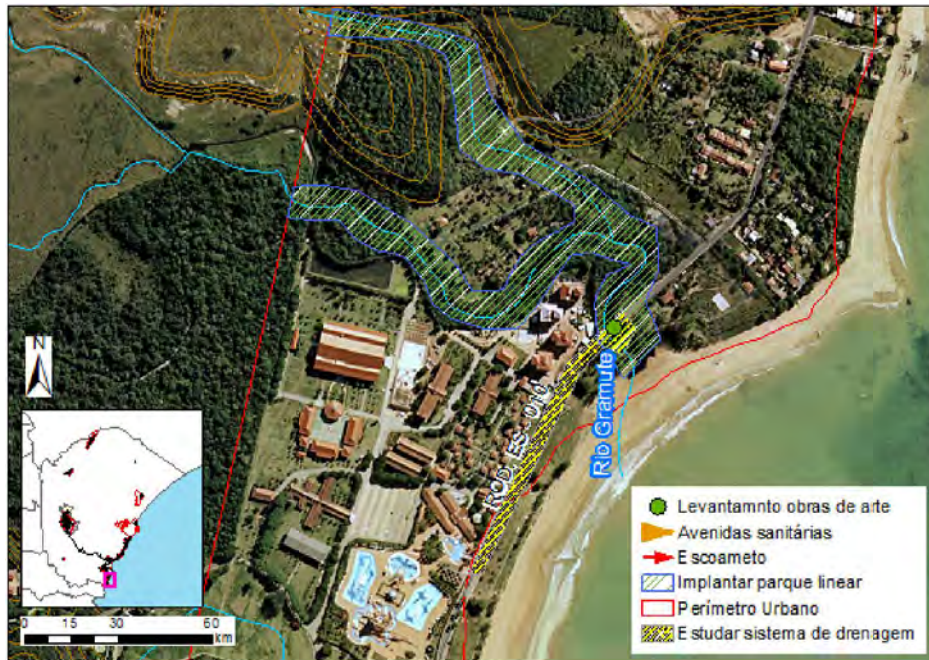 N
ROD. ES - 010
Rio Gramute
0 15 30 60
km
Levantamnto obras de arte
Avenidas sanitárias
Escoameto
Implantar parque linear
Perímetro Urbano
Estudar sistema de drenagem